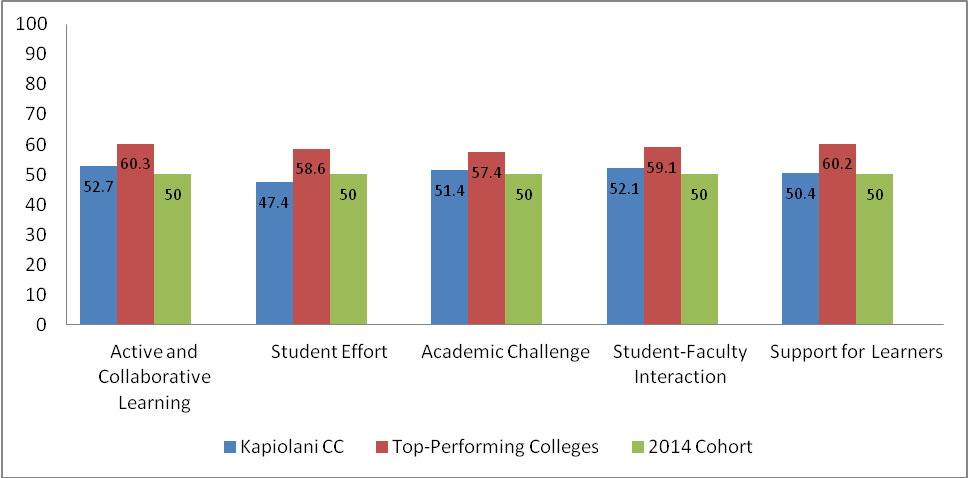 100
90
80
70
60
50
40
30
20
10
0
52.7
60.3
50
47.4
58.6
50
51.4
57.4
50
52.1
59.1
50
50.4
60.2
50
Active and
Collaborative
Learning
Student Effort
Academic Challenge
Student-Faculty
Interaction
Support for Learners
Kapiolani CC
Top-Performing Colleges
2014 Cohort